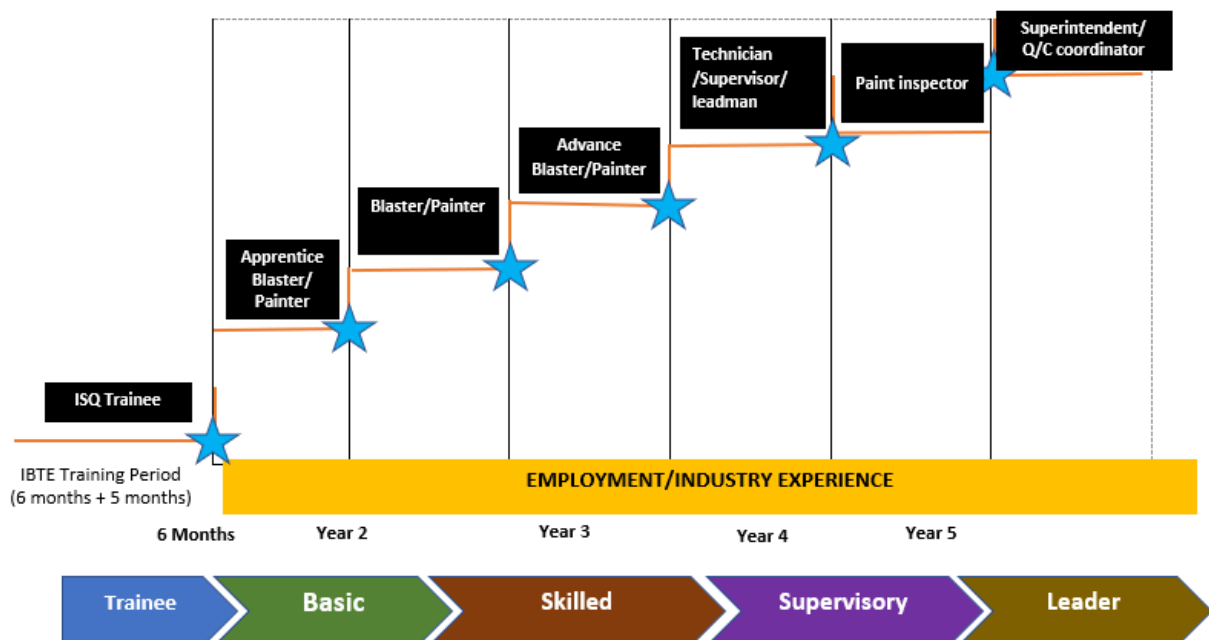 Superintendent/
Q/C coordinator
Technician
/Supervisor/
leadman
Paint inspector
Advance
Blaster/Painter
Blaster/Painter
Apprentice
Blaster/
Painter
ISQ Trainee
IBTE Training Period
(6 months + 5 months)
EMPLOYMENT/INDUSTRY EXPERIENCE
6 Months
Year 2
Year 3
Year 4
Year 5
Trainee
Basic
Skilled
Supervisory
Leader